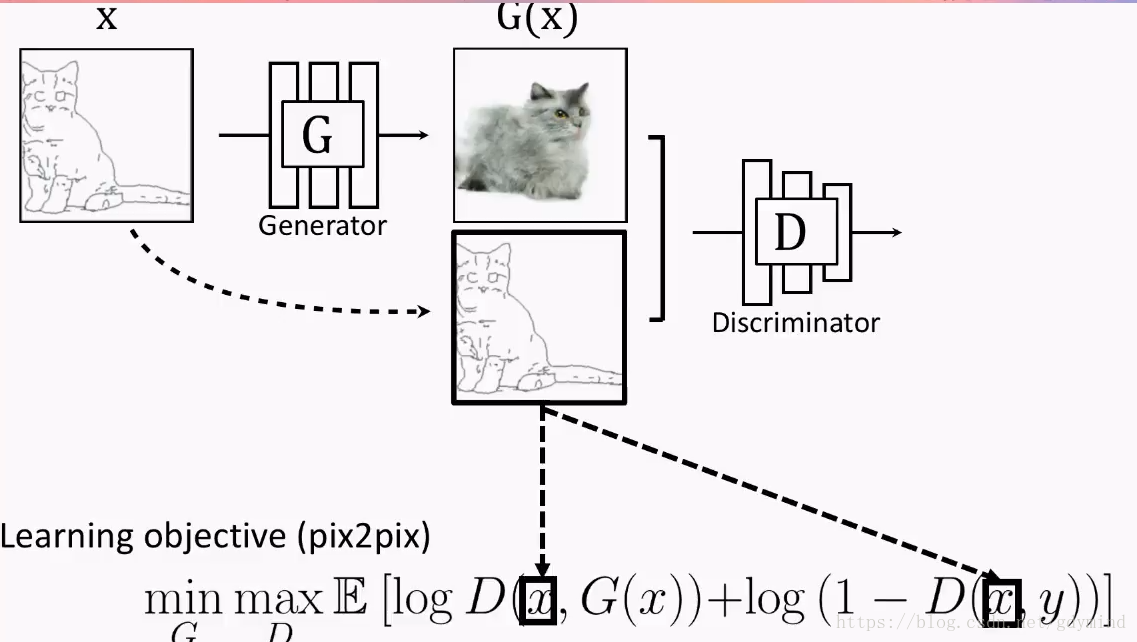 x
G(x)
G
Generator
D
Discriminator
Learning objective (pix2pix)
min max 𝔼 [log D(x, G(x))+log (1 − D(x, y))]
G D
https://blog.csdn.net/gdymind